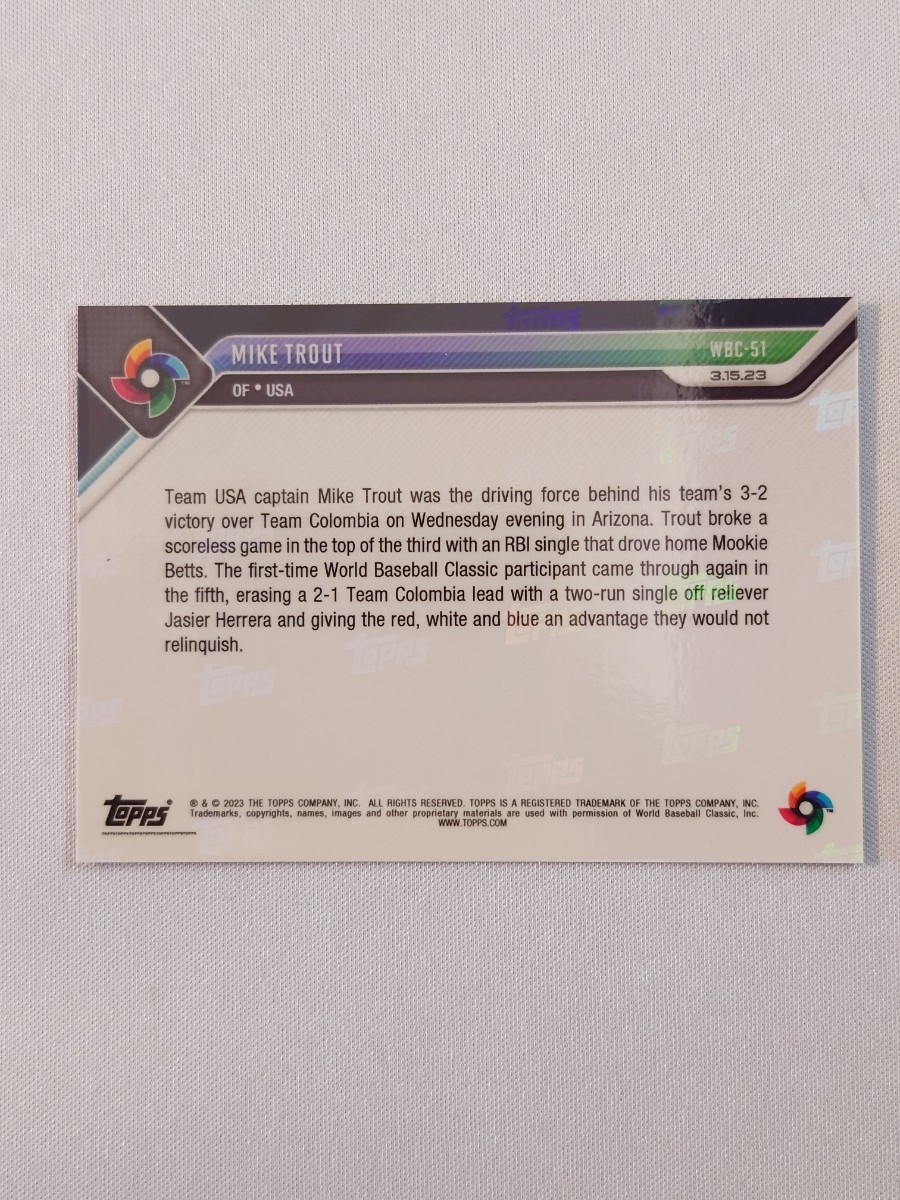 MIKE TROUT
WBC-51
3.15.23
OF • USA
Team USA captain Mike Trout was the driving force behind his team's 3-2
victory over Team Colombia on Wednesday evening in Arizona. Trout broke a
scoreless game in the top of the third with an RBI single that drove home Mookie
Betts. The first-time World Baseball Classic participant came through again in
the fifth, erasing a 2-1 Team Colombia lead with a two-run single off reliever
Jasier Herrera and giving the red, white and blue an advantage they would not
relinquish.
Topps®
® & © 2023 THE TOPPS COMPANY, INC. ALL RIGHTS RESERVED. TOPPS IS A REGISTERED TRADEMARK OF THE TOPPS COMPANY, INC.
Trademarks, copyrights, names, images and other proprietary materials are used with permission of World Baseball Classic, Inc.
WWW.TOPPS.COM